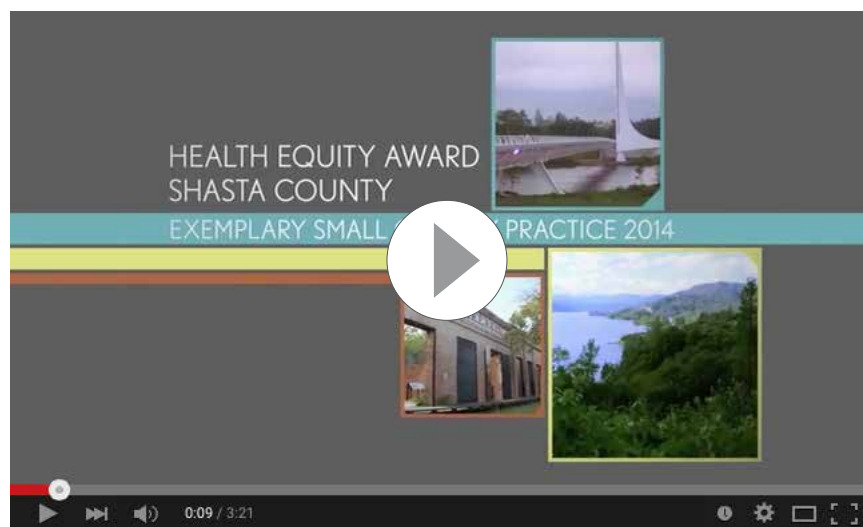 HEALTH EQUITY AWARD
SHASTA COUNTY
EXEMPLARY SMALL PRACTICE 2014
0:09 / 3:21